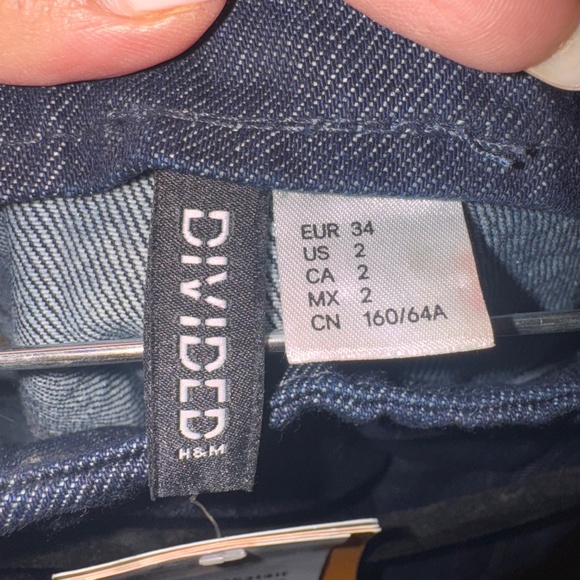 DIVIDED
H&M
EUR 34
US 2
CA 2
MX 2
CN 160/64A